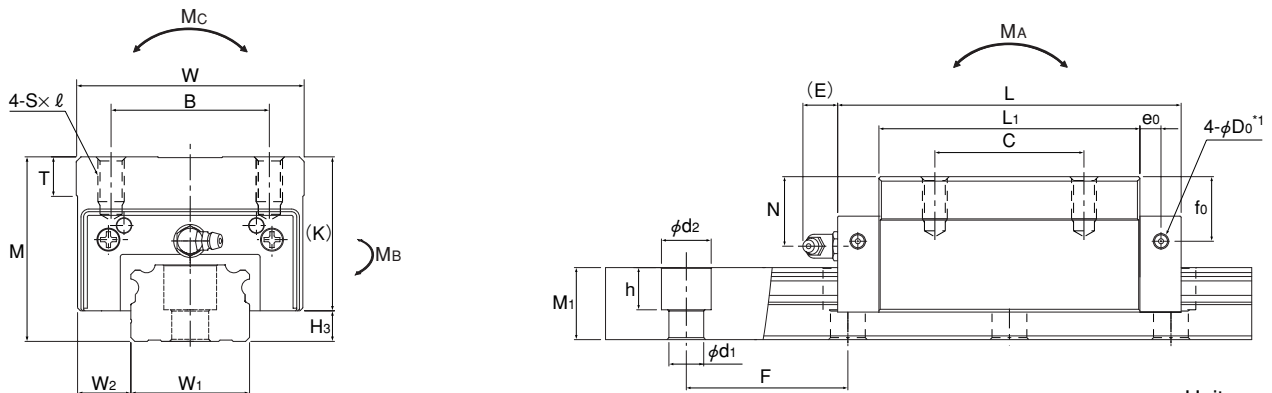 MC
W
B
4-S× ℓ
T
M
(K)
MB
H3
W2
W1
MA
(E)
L
L1
e0
C
4-φD0*1
N
f0
φd2
h
M1
φd1
F